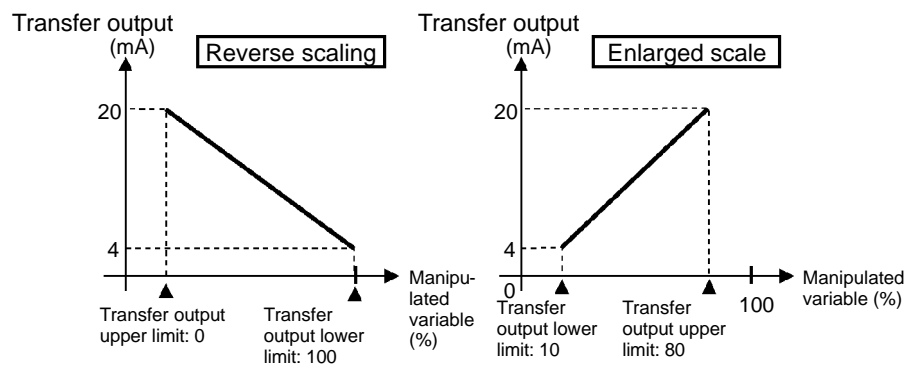 Transfer output
(mA)
Reverse scaling
20
4
Manipu-
lated
variable
(%)
Transfer output
upper limit: 0
Transfer
output lower
limit: 100
Transfer output
(mA)
Enlarged scale
20
4
0
100
Manipulated
variable (%)
Transfer
output lower
limit: 10
Transfer
output upper
limit: 80